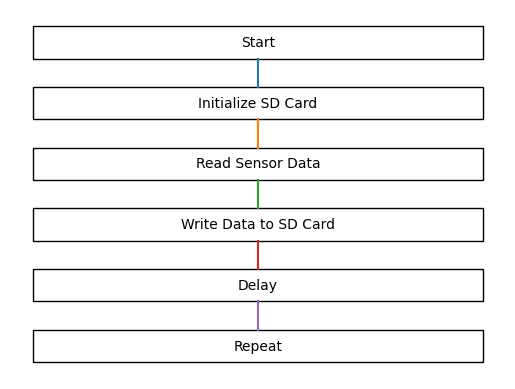 Start
Initialize SD Card
Read Sensor Data
Write Data to SD Card
Delay
Repeat